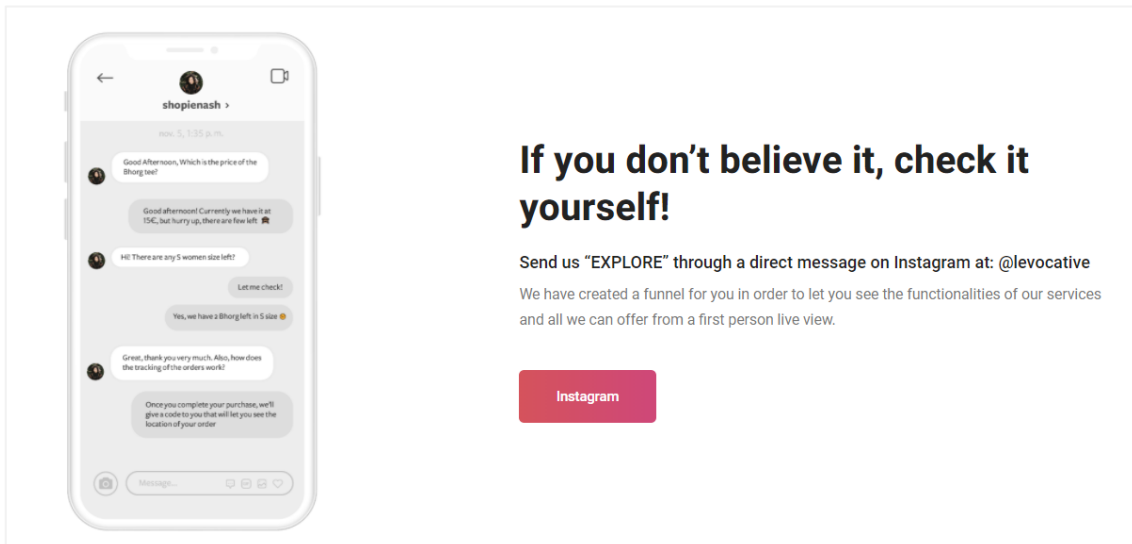 shopienash ›
nov. 5, 1:35 p. m.
Good Afternoon, Which is the price of the
Bhorg tee?
Good afternoon! Currently we have it at
15€, but hurry up, there are few left
Hi! There are any S women size left?
Let me check!
Yes, we have a Bhorg left in S size
Great, thank you very much. Also, how does
the tracking of the orders work?
Once you complete your purchase, we'll
give a code to you that will let you see the
location of your order
Message...
If you don’t believe it, check it
yourself!
Send us “EXPLORE” through a direct message on Instagram at: @levocative
We have created a funnel for you in order to let you see the functionalities of our services
and all we can offer from a first person live view.
Instagram